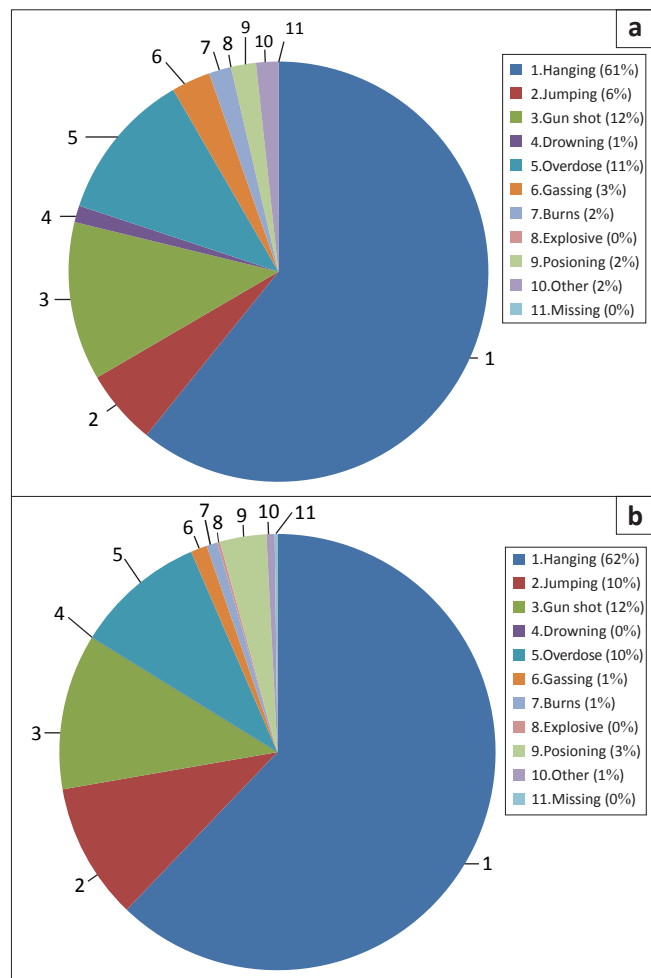 a
1.Hanging (61%)
2.Jumping (6%)
3.Gun shot (12%)
4.Drowning (1%)
5.Overdose (11%)
6.Gassing (3%)
7.Burns (2%)
8.Explosive (0%)
9.Posioning (2%)
10.Other (2%)
11.Missing (0%)
1
2
3
4
5
6
7
8
9
10
11
b
1.Hanging (62%)
2.Jumping (10%)
3.Gun shot (12%)
4.Drowning (0%)
5.Overdose (10%)
6.Gassing (1%)
7.Burns (1%)
8.Explosive (0%)
9.Posioning (3%)
10.Other (1%)
11.Missing (0%)
1
2
3
4
5
6
7
8
9
10
11